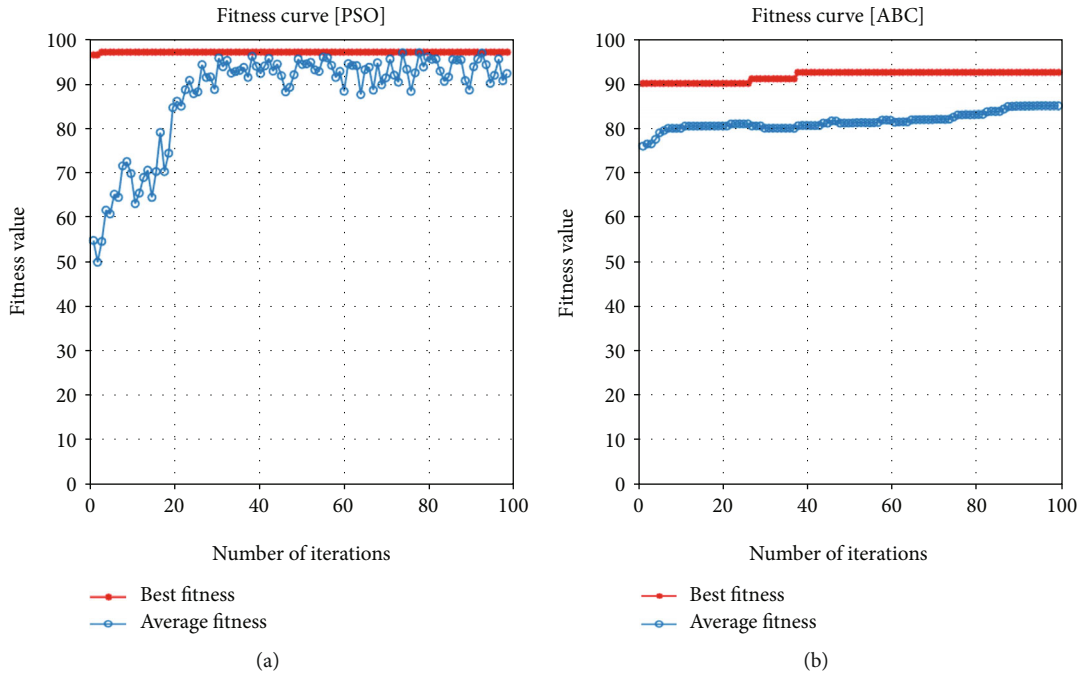 Fitness curve [PSO]
100
90
80
70
60
50
40
30
20
10
0
0 20 40 60 80 100
Fitness value
Number of iterations
Best fitness
Average fitness
(a)
Fitness curve [ABC]
100
90
80
70
60
50
40
30
20
10
0
0 20 40 60 80 100
Fitness value
Number of iterations
Best fitness
Average fitness
(b)